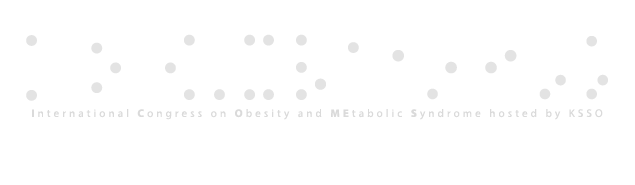 International Congress on Obesity and MEtabolic Syndrome hosted by KSSO